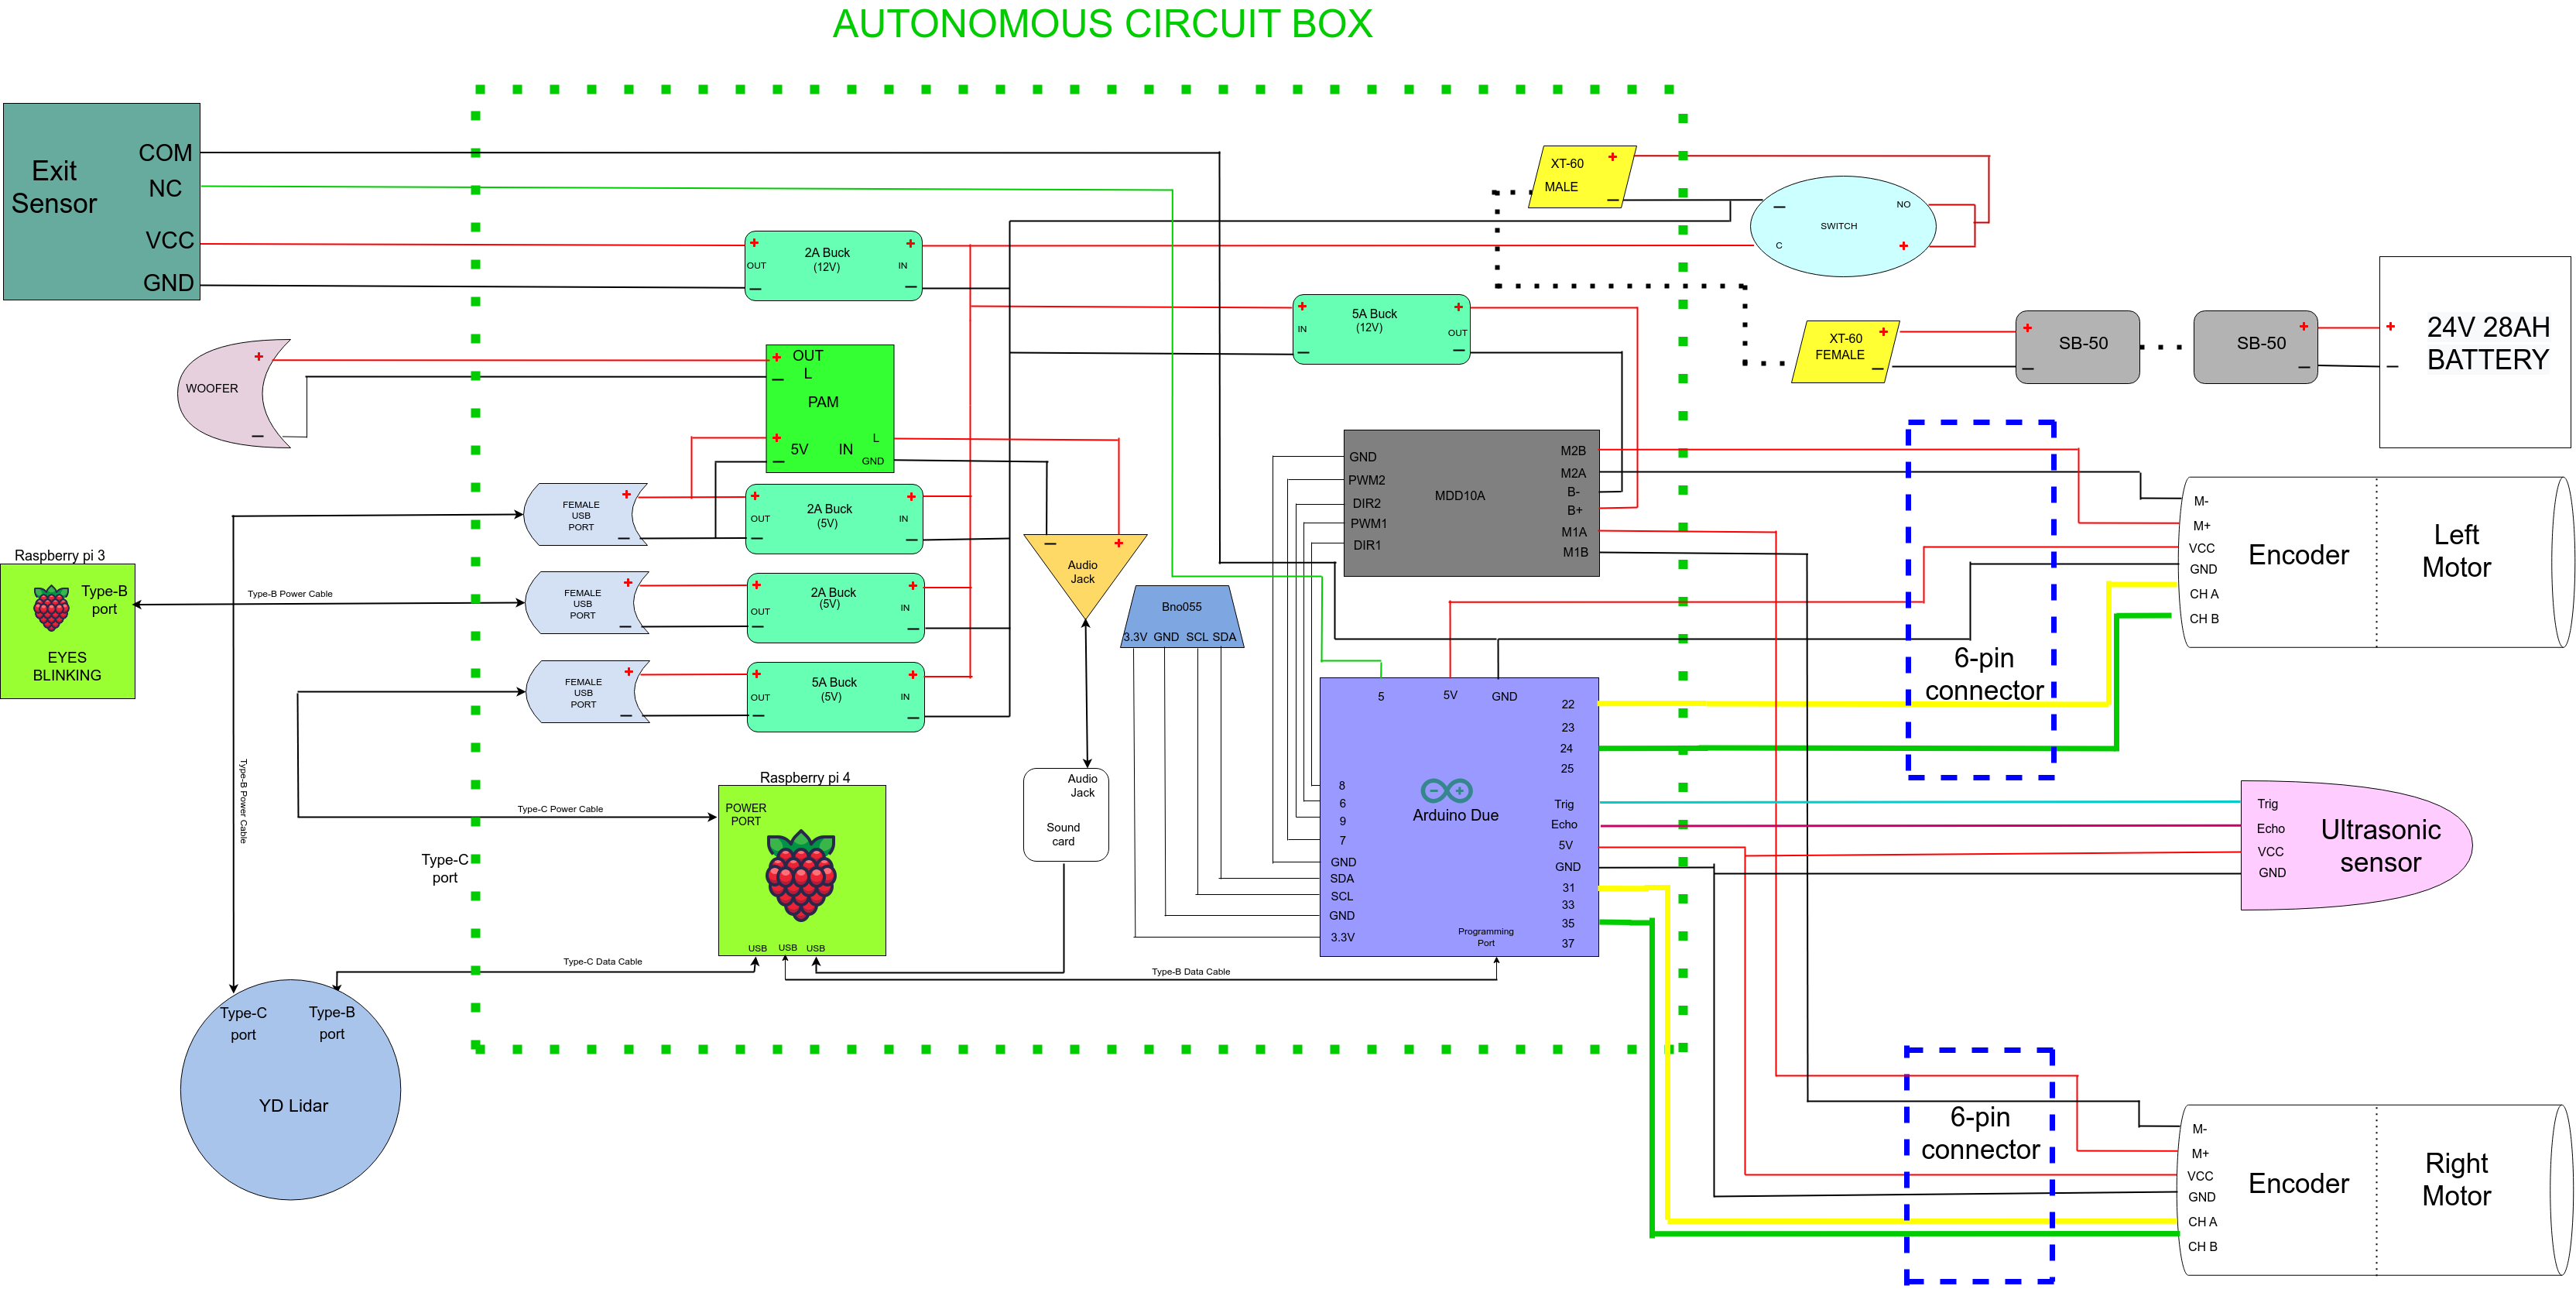 AUTONOMOUS CIRCUIT BOX
Exit
Sensor
COM
NC
VCC
GND
2A Buck
(12V)
OUT
IN
XT-60
MALE
SWITCH
NO
C
5A Buck
(12V)
IN
OUT
XT-60
FEMALE
SB-50
SB-50
24V 28AH
BATTERY
WOOFER
OUT
L
PAM
5V
IN
L
GND
FEMALE
USB
PORT
2A Buck
(5V)
OUT
IN
FEMALE
USB
PORT
2A Buck
(5V)
OUT
IN
FEMALE
USB
PORT
5A Buck
(5V)
OUT
IN
Raspberry pi 3
Type-B
port
EYES
BLINKING
Type-B Power Cable
Type-B Power Cable
Audio
Jack
Bno055
3.3V GND SCL SDA
MDD10A
GND
PWM2
DIR2
PWM1
DIR1
M2B
M2A
B-
B+
M1A
M1B
6-pin
connector
M-
M+
VCC
GND
CH A
CH B
Encoder
Left
Motor
Raspberry pi 4
POWER
PORT
USB USB USB
Type-C Power Cable
Type-C
port
Type-C Data Cable
Audio
Jack
Sound
card
Type-B Data Cable
Arduino Due
5
5V
GND
22
23
24
25
Trig
Echo
5V
GND
31
33
35
37
8
6
9
7
GND
SDA
SCL
GND
3.3V
Programming
Port
Trig
Echo
VCC
GND
Ultrasonic
sensor
Type-C
port
Type-B
port
YD Lidar
6-pin
connector
M-
M+
VCC
GND
CH A
CH B
Encoder
Right
Motor